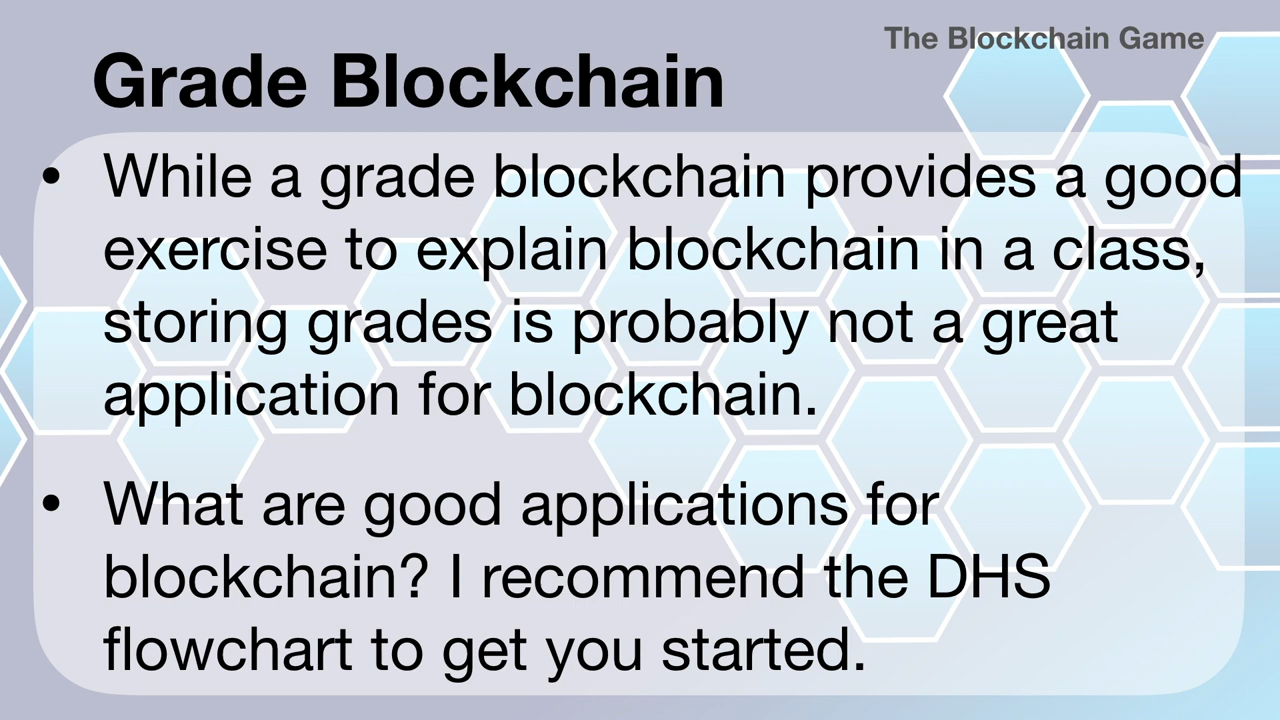 The Blockchain Game
Grade Blockchain
• While a grade blockchain provides a good
exercise to explain blockchain in a class,
storing grades is probably not a great
application for blockchain.
• What are good applications for
blockchain? I recommend the DHS
flowchart to get you started.